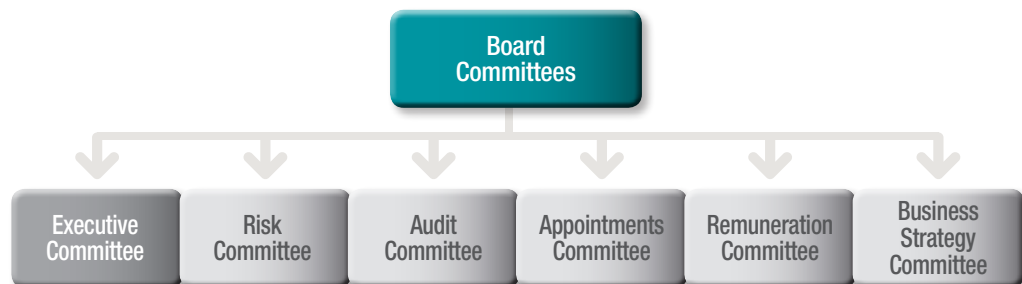 Board
Committees
Executive
Committee
Risk
Committee
Audit
Committee
Appointments
Committee
Remuneration
Committee
Business
Strategy
Committee